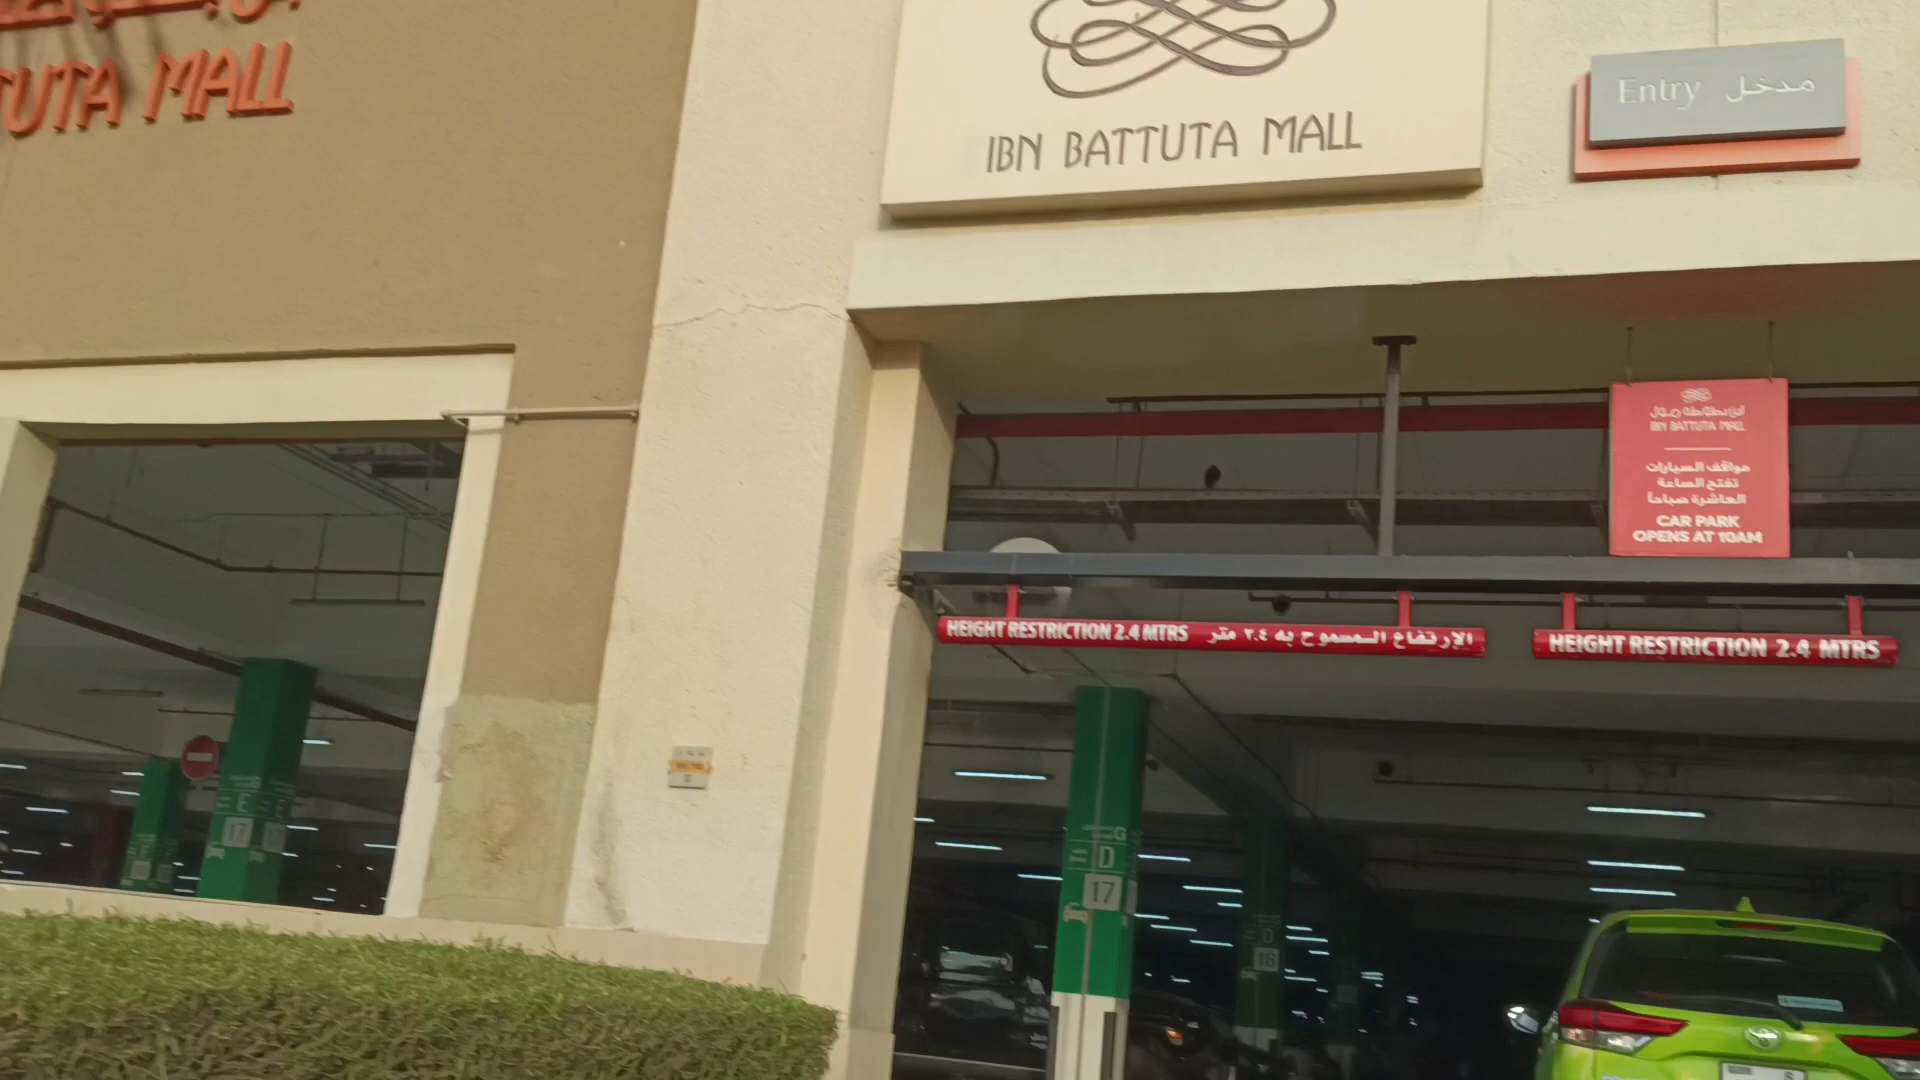 TUTA MALL
IBN BATTUTA MALL
Entry مدخل
ابن بطوطة مول
IBN BATTUTA MALL
مواقف السيارات
تفتح الساعة
العاشرة صباحاً
CAR PARK
OPENS AT 10AM
HEIGHT RESTRICTION 2.4 MTRS الإرتفاع المسموح به ٢.٤ متر
HEIGHT RESTRICTION 2.4 MTRS
E
17
G
D
17
D
16
S